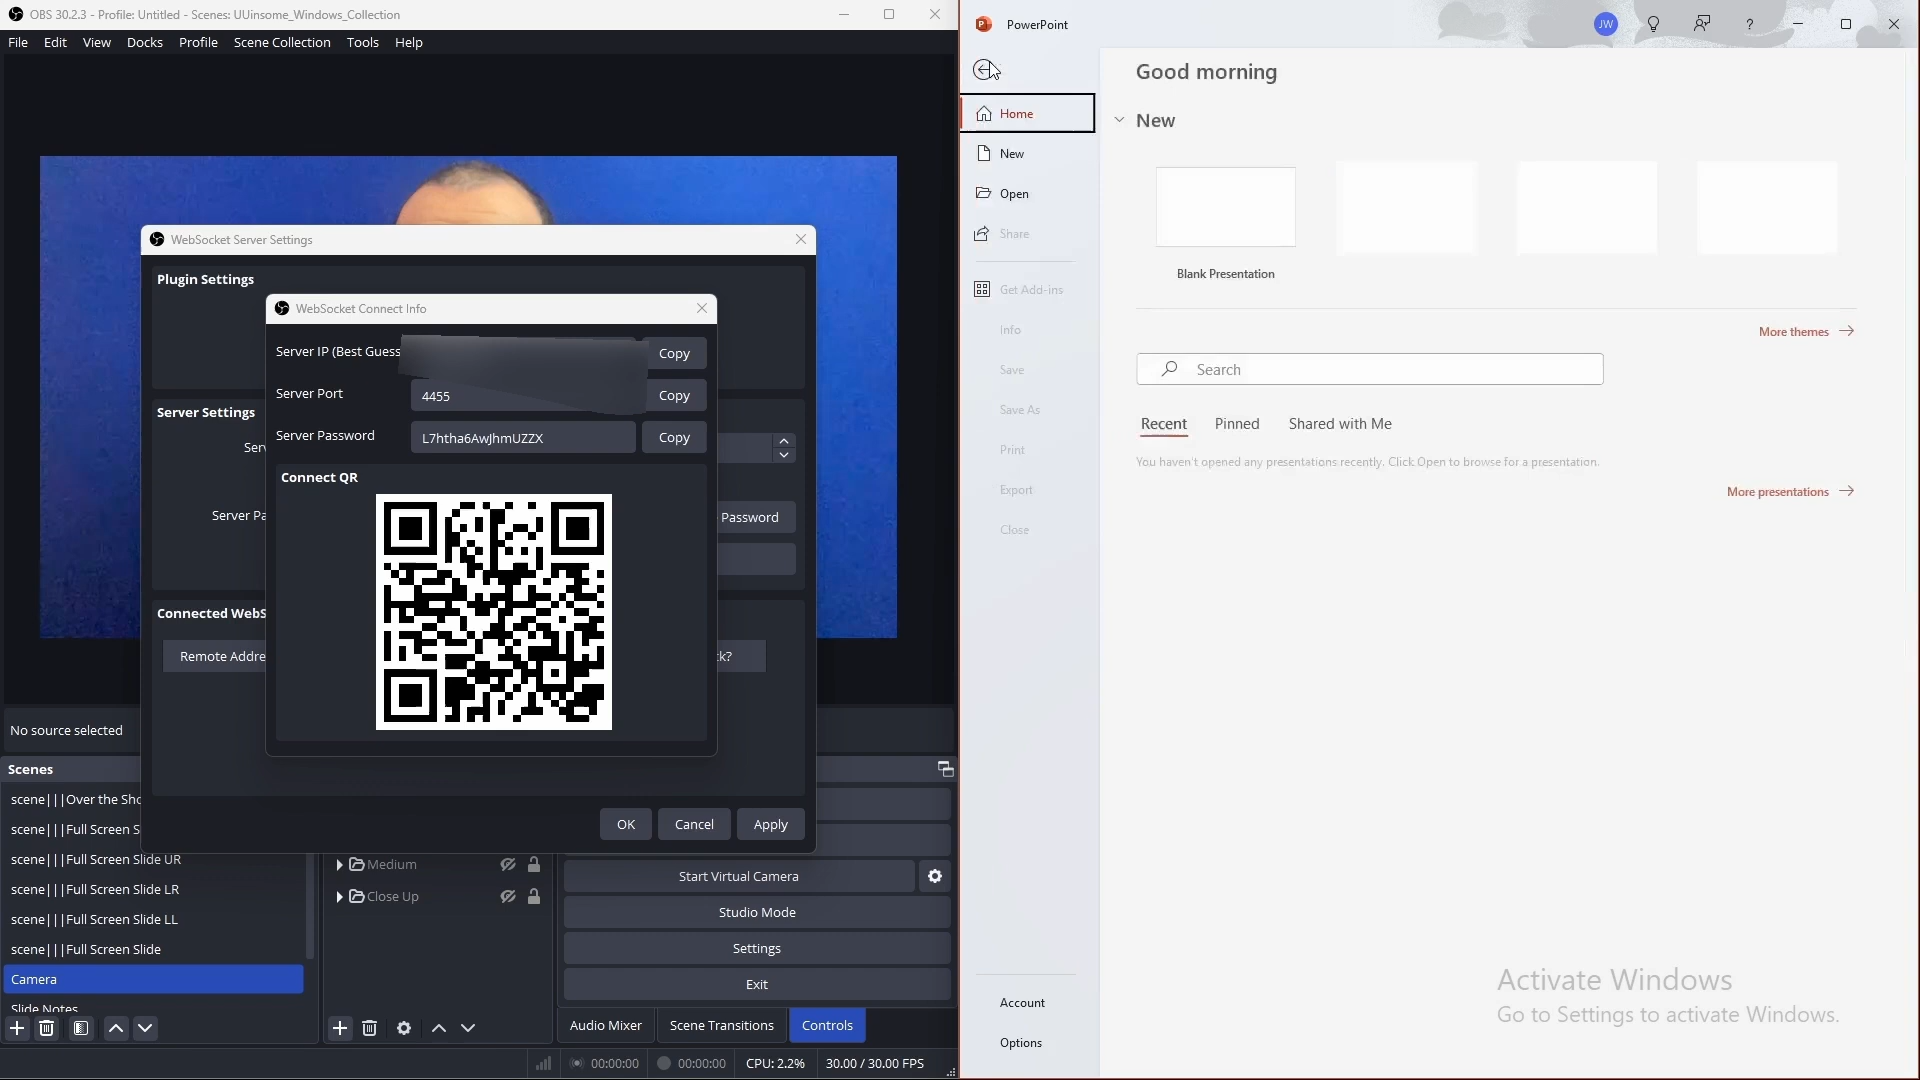 OBS 30.2.3 - Profile: Untitled - Scenes: UUinsome_Windows_Collection
File Edit View Docks Profile Scene Collection Tools Help
WebSocket Server Settings
Plugin Settings
WebSocket Connect Info
Server IP (Best Guess
Copy
Server Port
4455
Copy
Server Settings
Server Password
L7htha6AwJhmUZZX
Copy
Serv
Connect QR
Server Pa
Password
Connected WebS
Remote Addre
ck?
No source selected
OK Cancel Apply
Scenes
scene|||Over the Sho
scene|||Full Screen S
scene|||Full Screen Slide UR
scene|||Full Screen Slide LR
scene|||Full Screen Slide LL
scene|||Full Screen Slide
Camera
Slide Notes
Medium
Close Up
Start Virtual Camera
Studio Mode
Settings
Exit
Audio Mixer Scene Transitions Controls
00:00:00 00:00:00 CPU: 2.2% 30.00 / 30.00 FPS
PowerPoint
JW
?
Home
New
Open
Share
Get Add-ins
Info
Save
Save As
Print
Export
Close
Account
Options
Good morning
New
Blank Presentation
More themes
Search
Recent Pinned Shared with Me
You haven't opened any presentations recently. Click Open to browse for a presentation.
More presentations
Activate Windows
Go to Settings to activate Windows.